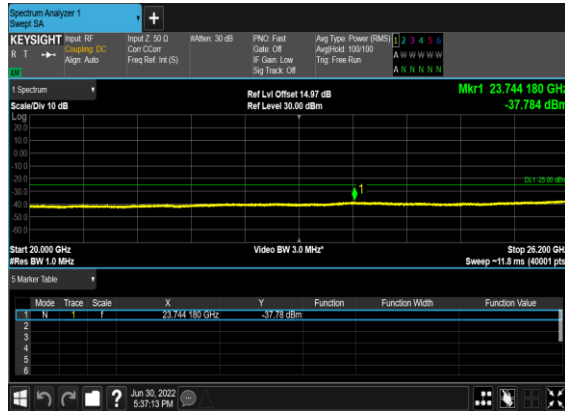 Spectrum Analyzer 1
Swept SA
+
KEYSIGHT Input: RF Input Z: 50 Ω #Atten: 30 dB PNO: Fast Avg Type: Power (RMS) 1 2 3 4 5 6
R T Coupling: DC Corr CCorr Gate: Off Avg|Hold: 100/100 A W W W W W
Align: Auto Freq Ref: Int (S) IF Gain: Low Trig: Free Run
LXI Sig Track: Off A N N N N N
1 Spectrum Ref Lvl Offset 14.97 dB Mkr1 23.744 180 GHz
Scale/Div 10 dB Ref Level 30.00 dBm -37.784 dBm
Log
20.0
10.0
0.00
-10.0
DL1 -25.00 dBm
-20.0
-30.0
1
-40.0
-50.0
-60.0
Start 20.000 GHz Video BW 3.0 MHz* Stop 26.200 GHz
#Res BW 1.0 MHz Sweep ~11.8 ms (40001 pts)
5 Marker Table
Mode Trace Scale X Y Function Function Width Function Value
1 N 1 f 23.744 180 GHz -37.78 dBm
2
3
4
5
6
? Jun 30, 2022
5:37:13 PM